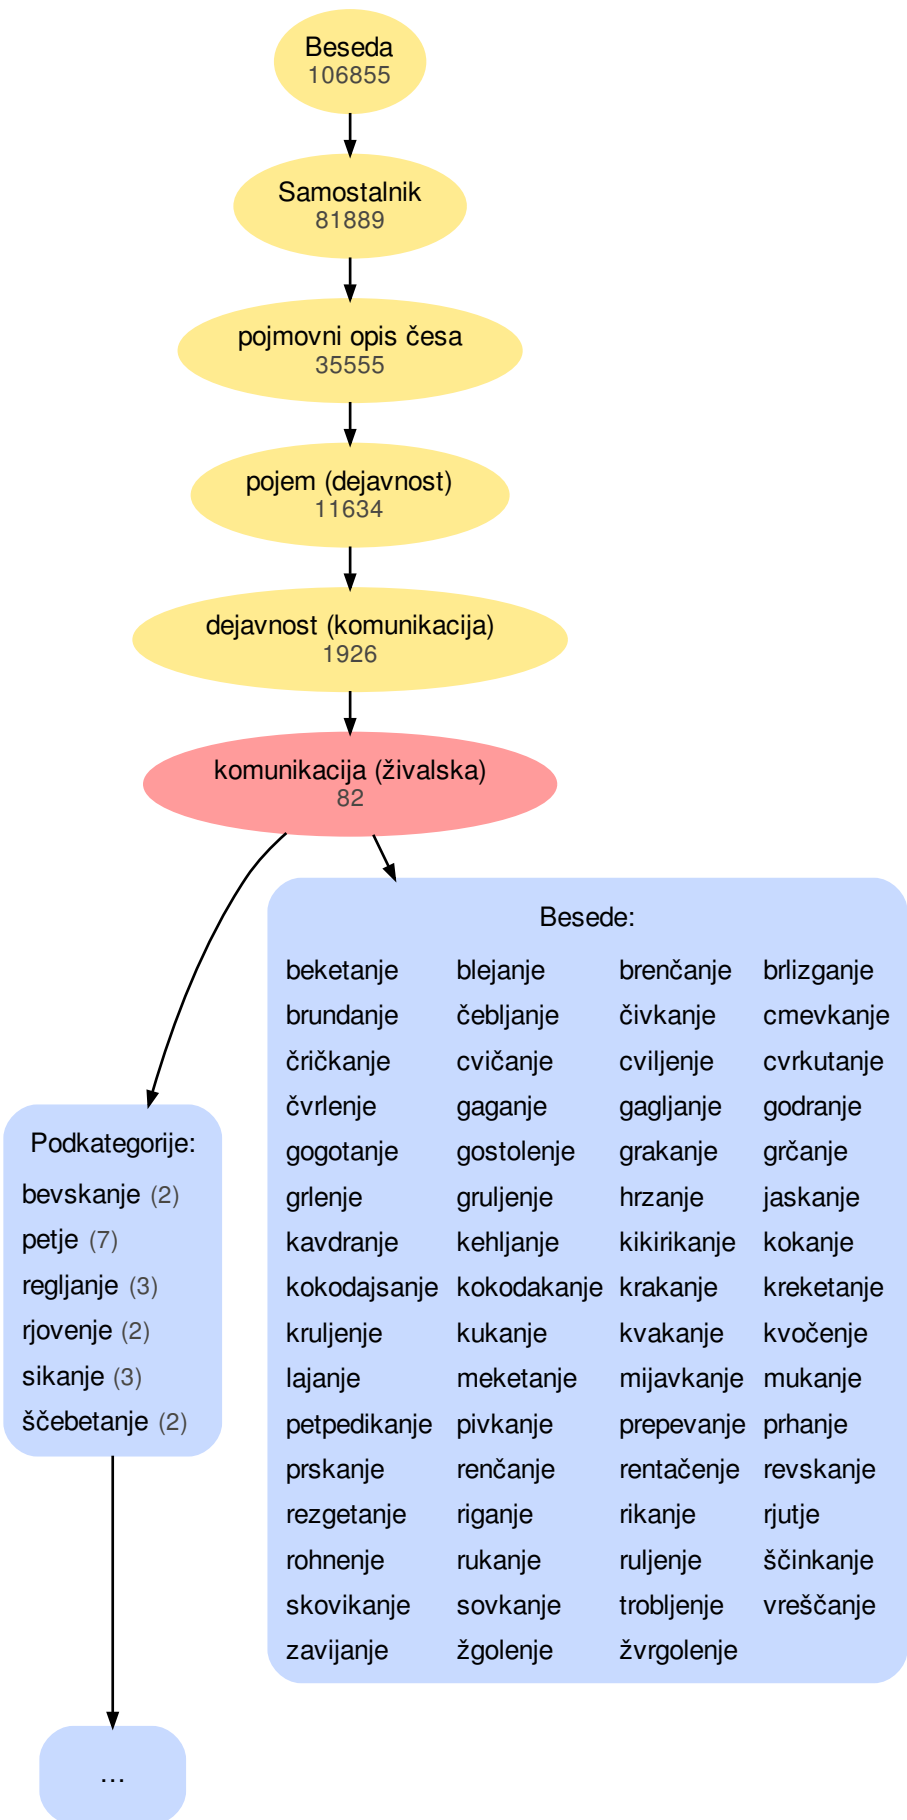 Beseda
106855
Samostalnik
81889
pojmovni opis česa
35555
pojem (dejavnost)
11634
dejavnost (komunikacija)
1926
komunikacija (živalska)
82
Podkategorije:
bevskanje (2)
petje (7)
regljanje (3)
rjovenje (2)
sikanje (3)
ščebetanje (2)
...
Besede:
beketanje blejanje brenčanje brlizganje
brundanje čebljanje čivkanje cmevkanje
čričkanje cvičanje cviljenje cvrkutanje
čvrlenje gaganje gagljanje godranje
gogotanje gostolenje grakanje grčanje
grlenje gruljenje hrzanje jaskanje
kavdranje kehljanje kikirikanje kokanje
kokodajsanje kokodakanje krakanje kreketanje
kruljenje kukanje kvakanje kvočenje
lajanje meketanje mijavkanje mukanje
petpedikanje pivkanje prepevanje prhanje
prskanje renčanje rentačenje revskanje
rezgetanje riganje rikanje rjutje
rohnenje rukanje ruljenje ščinkanje
skovikanje sovkanje trobljenje vreščanje
zavijanje žgolenje žvrgolenje